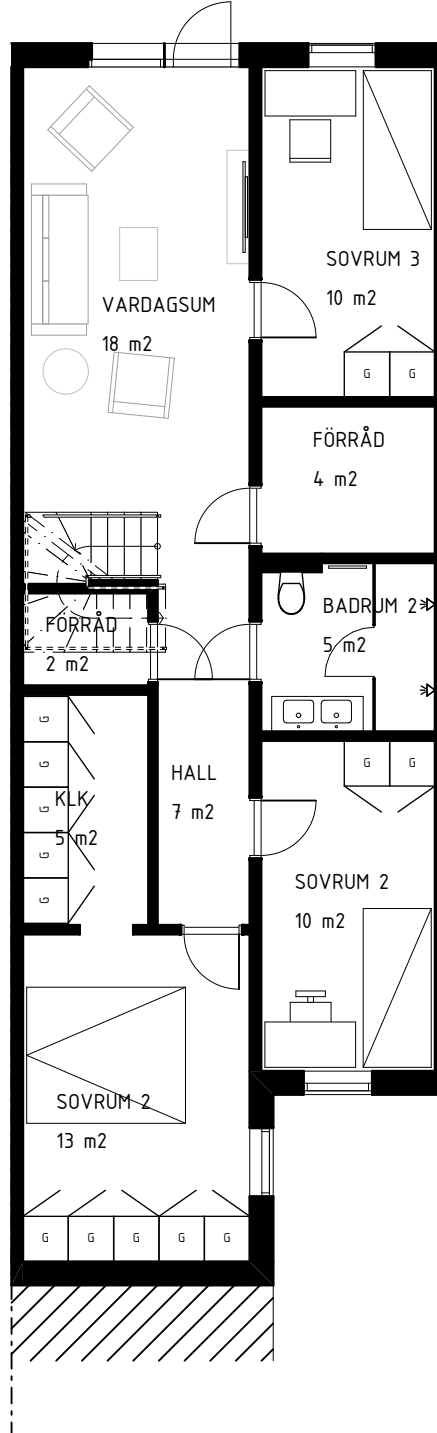 SOVRUM 3
10 m2
VARDAGSUM
18 m2
G
G
FÖRRÅD
4 m2
BADRUM 2
5 m2
FÖRRÅD
2 m2
G
G
G
HALL
7 m2
G
G
KLK
5 m2
G
G
SOVRUM 2
10 m2
SOVRUM 2
13 m2
G
G
G
G
G